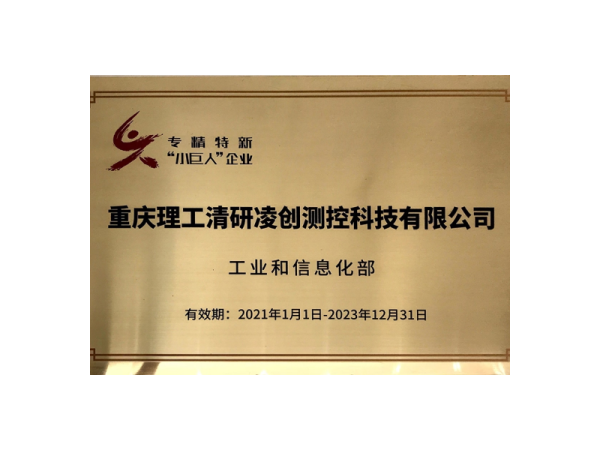 专精特新
“小巨人”企业
重庆理工清研凌创测控科技有限公司
工业和信息化部
有效期：2021年1月1日-2023年12月31日